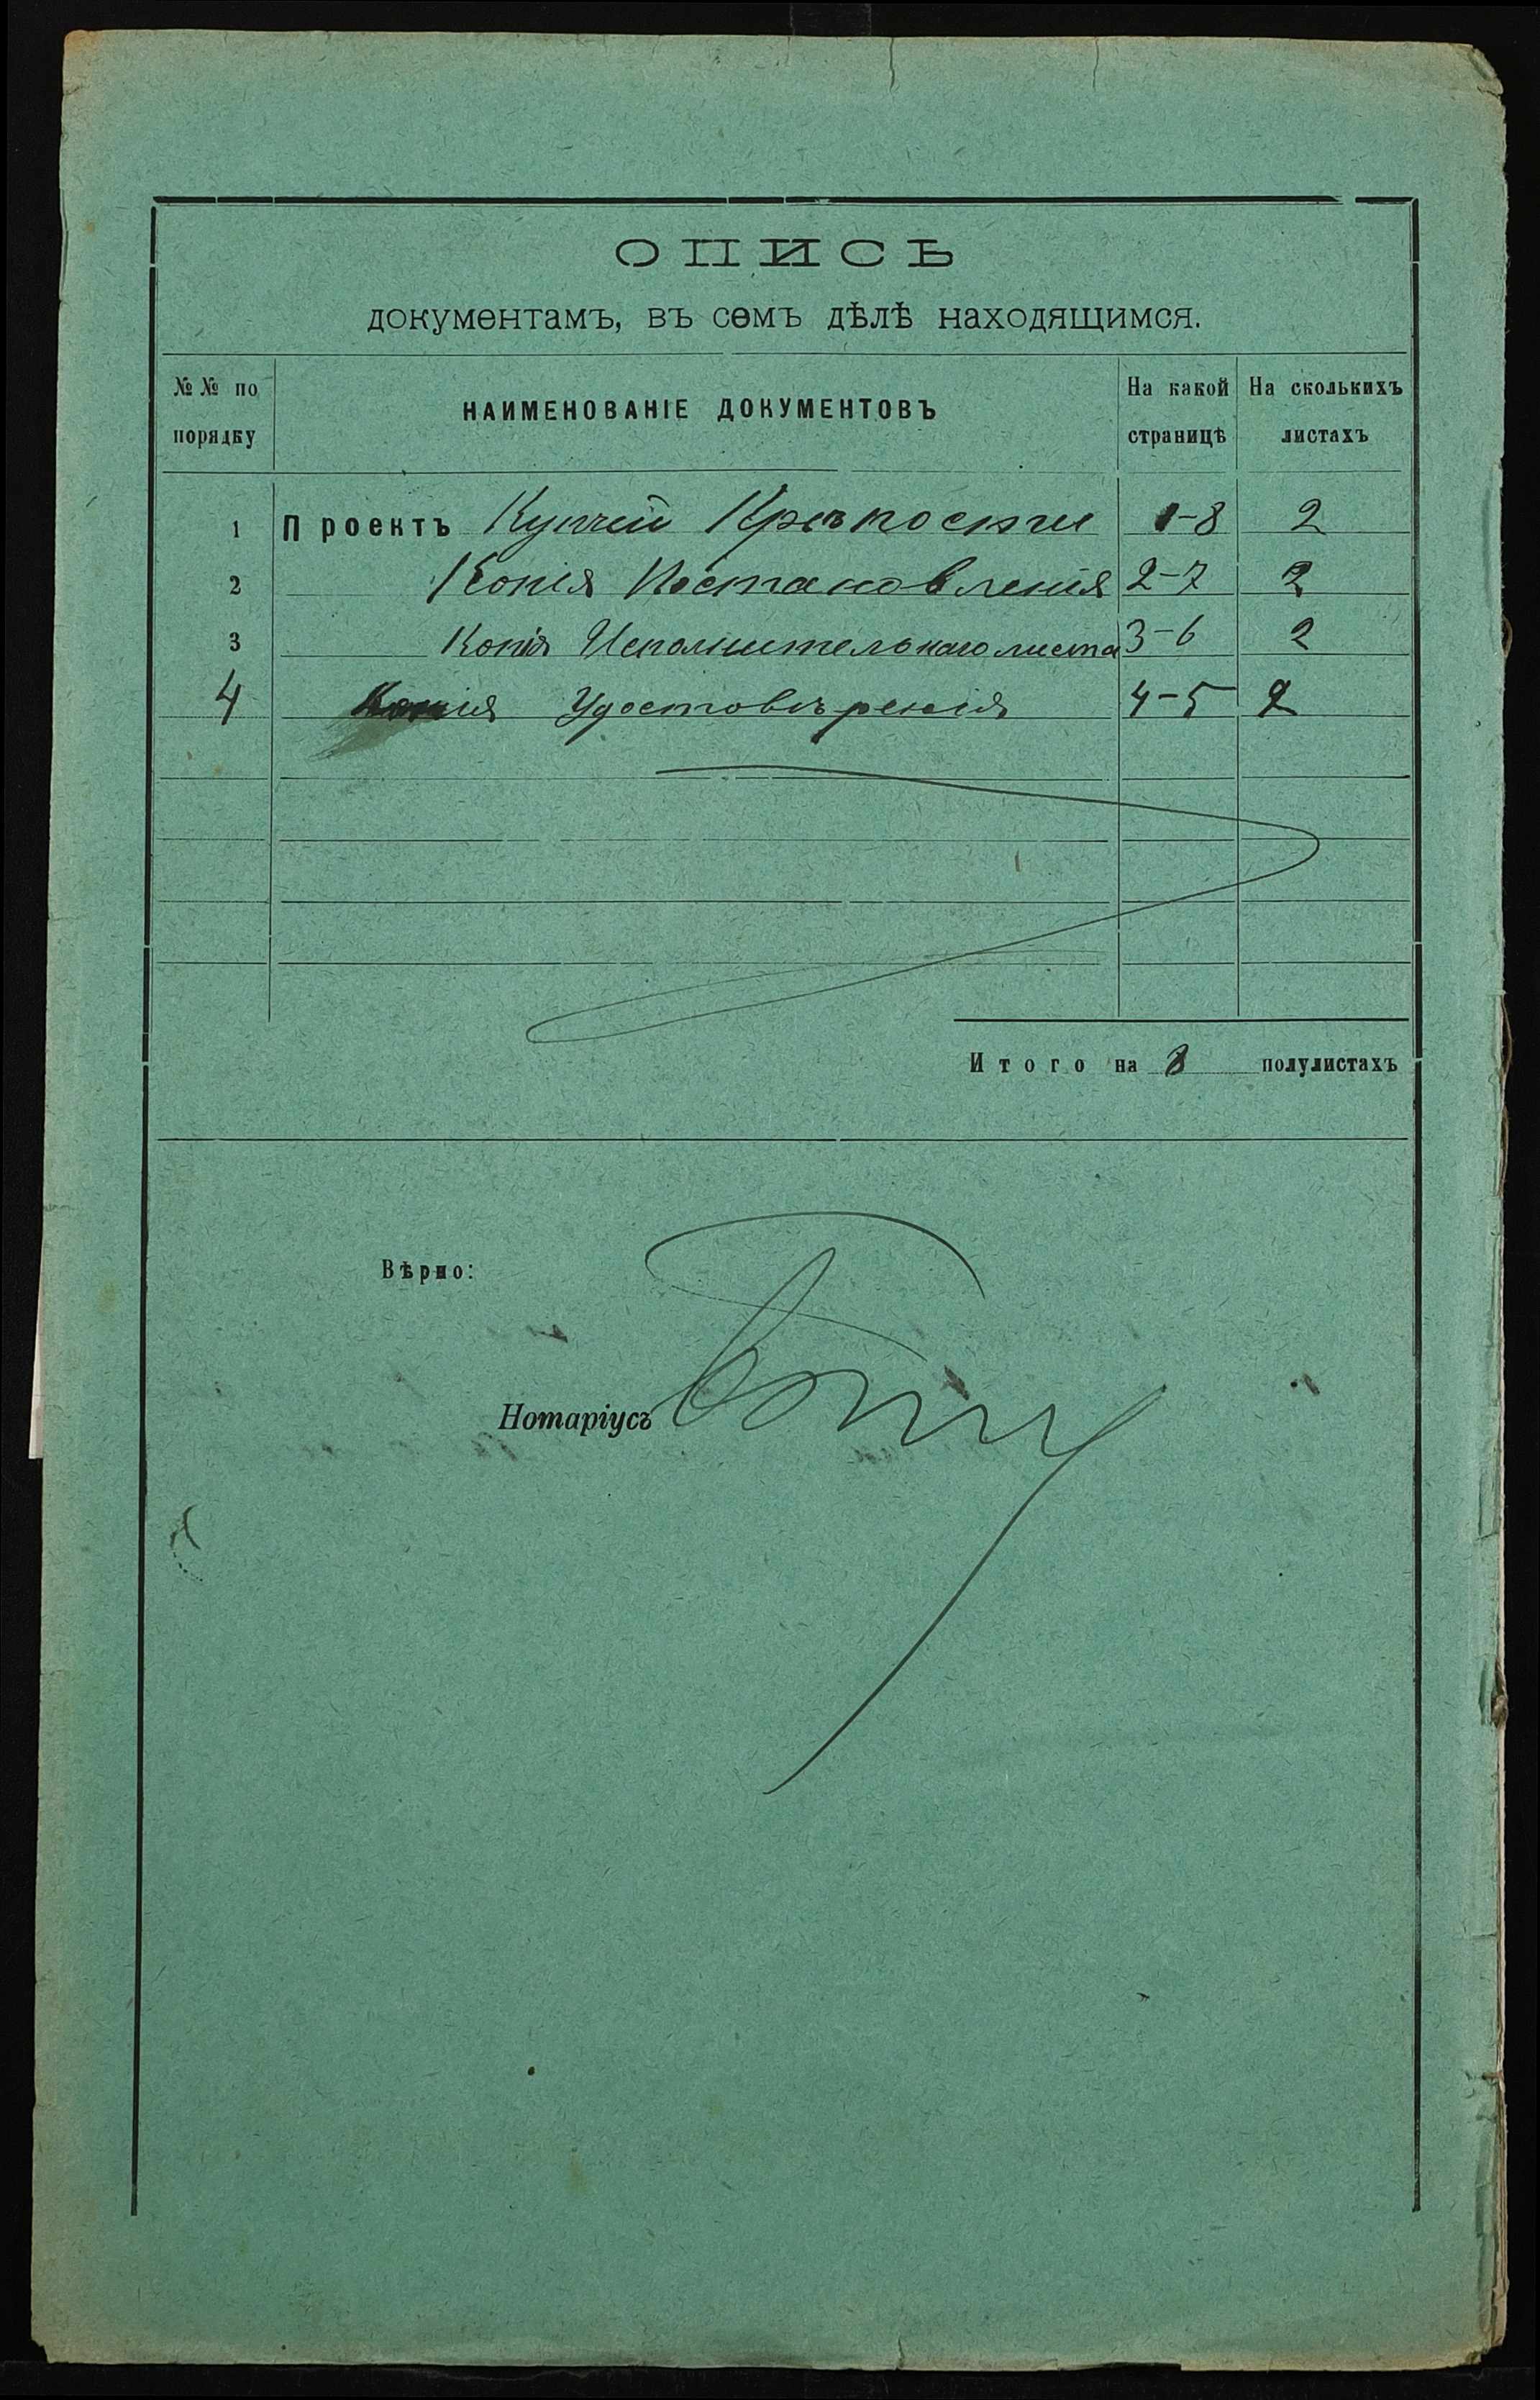 ОПИСЬ
документамъ, въ семъ дѣлѣ находящимся.
№№ по порядку НАИМЕНОВАНІЕ ДОКУМЕНТОВЪ На какой страницѣ На сколькихъ листахъ
1 Проектъ Купчей Крѣпости 1-8 2
2 Копія Постановленія 2-7 2
3 Копія Исполнительнаго листа 3-6 2
4 Копія Удостовѣренія 4-5 2
Итого на 8 полулистахъ
Вѣрно:
Нотаріусъ